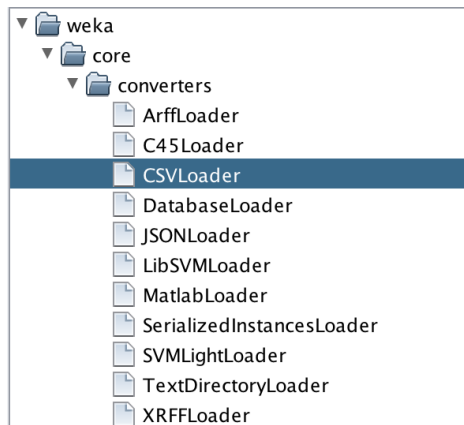 weka
core
converters
ArffLoader
C45Loader
CSVLoader
DatabaseLoader
JSONLoader
LibSVMLoader
MatlabLoader
SerializedInstancesLoader
SVMLightLoader
TextDirectoryLoader
XRFFLoader